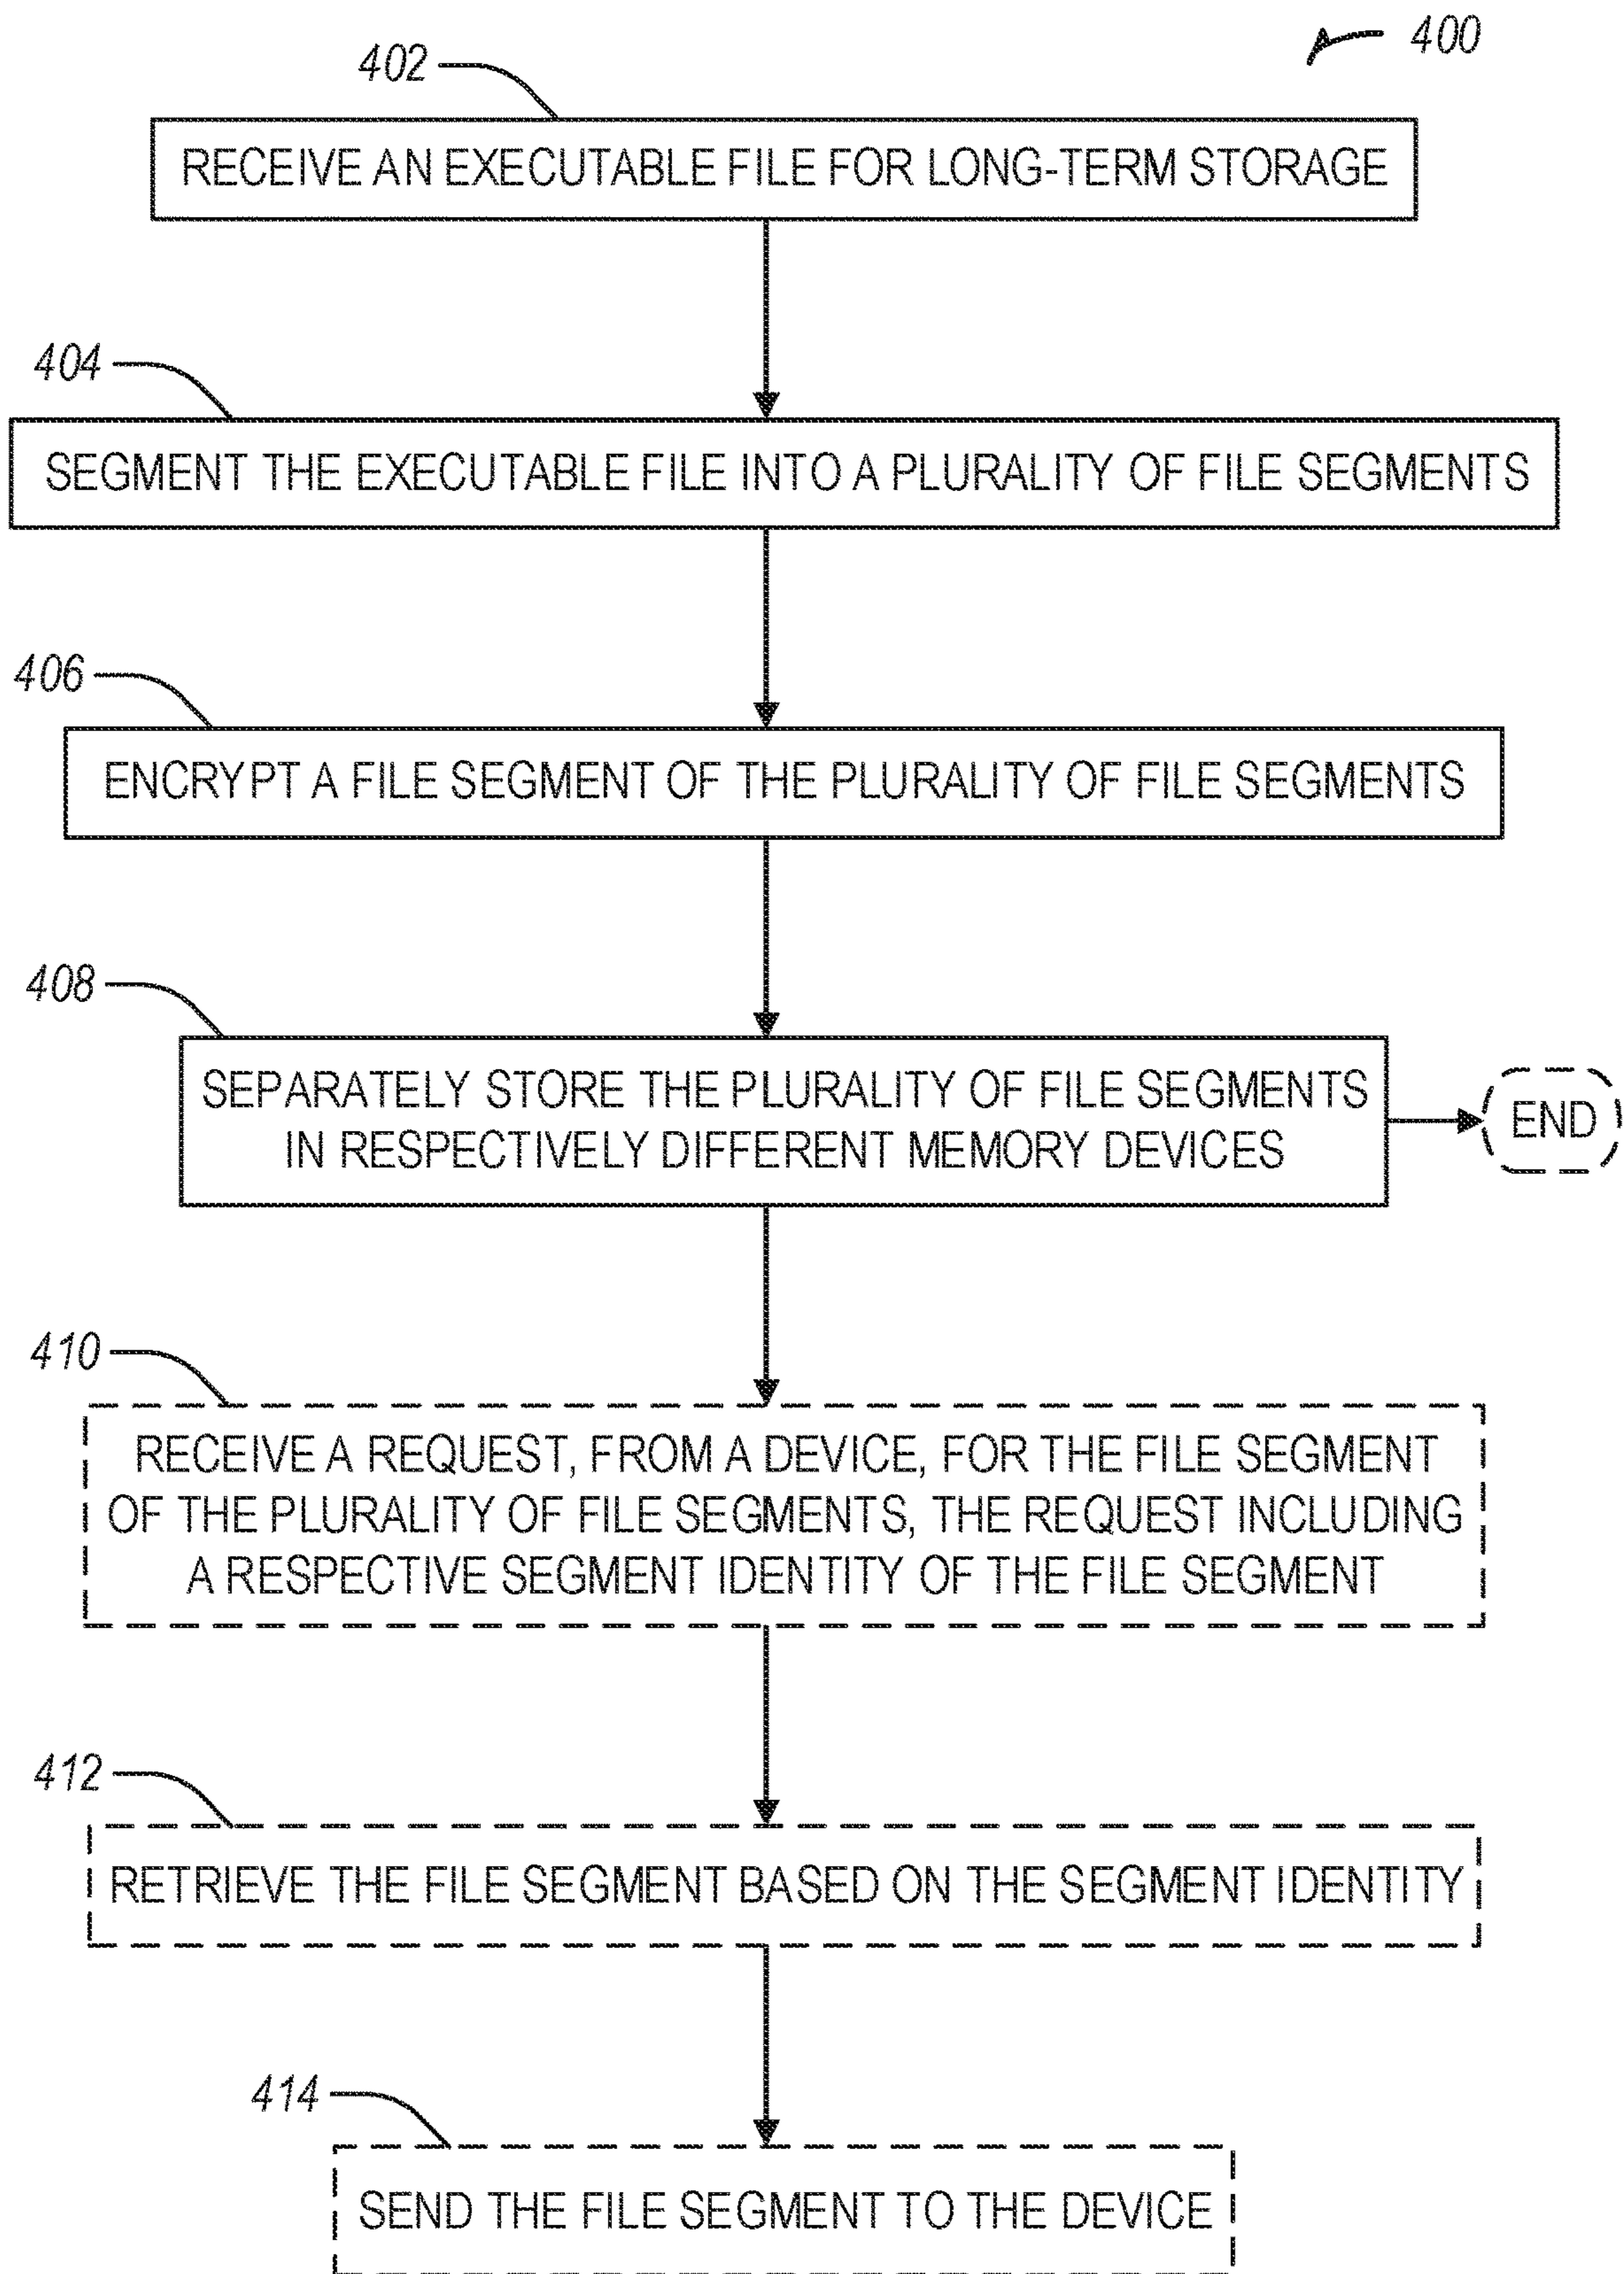 400
402
RECEIVE AN EXECUTABLE FILE FOR LONG-TERM STORAGE
404
SEGMENT THE EXECUTABLE FILE INTO A PLURALITY OF FILE SEGMENTS
406
ENCRYPT A FILE SEGMENT OF THE PLURALITY OF FILE SEGMENTS
408
SEPARATELY STORE THE PLURALITY OF FILE SEGMENTS
IN RESPECTIVELY DIFFERENT MEMORY DEVICES
END
410
RECEIVE A REQUEST, FROM A DEVICE, FOR THE FILE SEGMENT
OF THE PLURALITY OF FILE SEGMENTS, THE REQUEST INCLUDING
A RESPECTIVE SEGMENT IDENTITY OF THE FILE SEGMENT
412
RETRIEVE THE FILE SEGMENT BASED ON THE SEGMENT IDENTITY
414
SEND THE FILE SEGMENT TO THE DEVICE